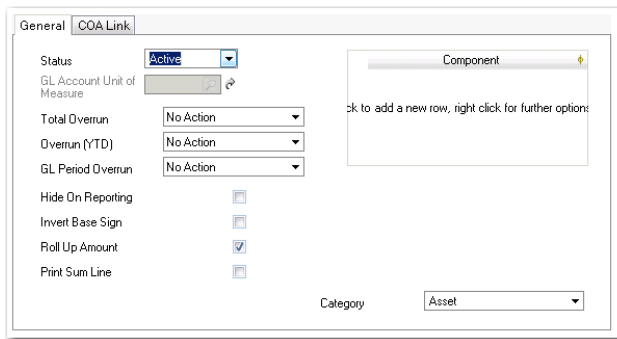 General COA Link
Status Active
GL Account Unit of
Measure
Total Overrun No Action
Overrun (YTD) No Action
GL Period Overrun No Action
Hide On Reporting
Invert Base Sign
Roll Up Amount
Print Sum Line
Component
ck to add a new row, right click for further options
Category Asset